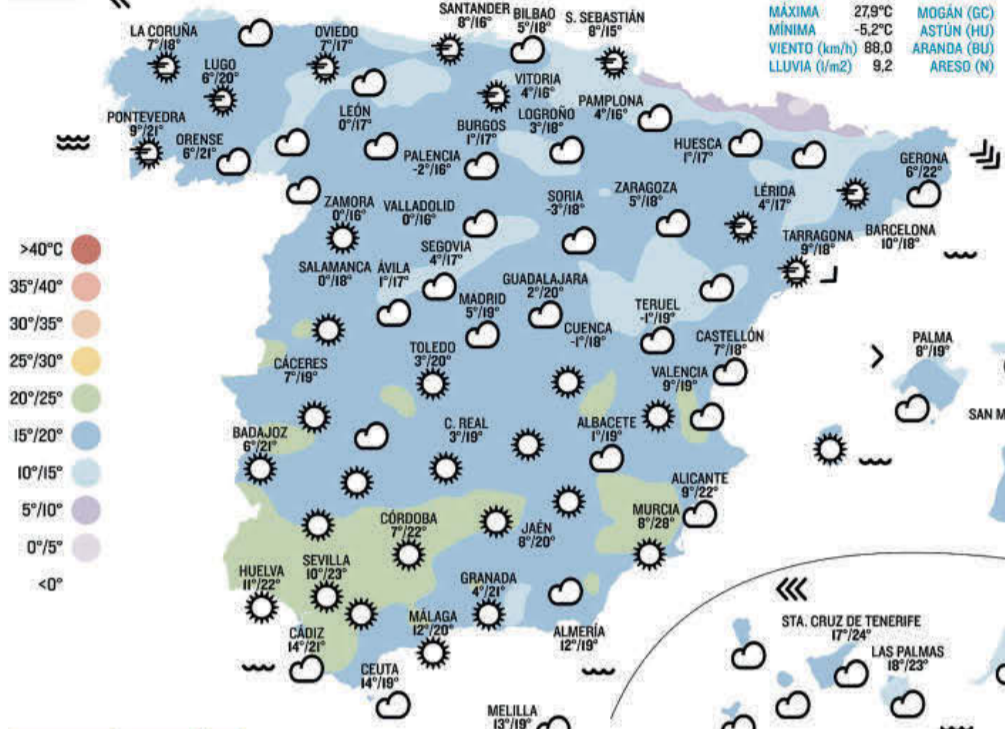 SANTANDER
8°/16°
BILBAO
5°/18°
S. SEBASTIÁN
8°/15°
MÁXIMA 27,9°C MOGÁN (GC)
MÍNIMA -5,2°C ASTÚN (HU)
VIENTO (km/h) 88,0 ARANDA (BU)
LLUVIA (l/m2) 9,2 ARESO (N)
LA CORUÑA
7°/18°
OVIEDO
7°/17°
LUGO
6°/20°
VITORIA
4°/16°
PAMPLONA
4°/16°
LEÓN
0°/17°
LOGROÑO
3°/18°
PONTEVEDRA
9°/21°
ORENSE
6°/21°
BURGOS
1°/17°
PALENCIA
-2°/16°
HUESCA
1°/17°
GERONA
6°/22°
ZAMORA
0°/16°
VALLADOLID
0°/16°
SORIA
-3°/18°
ZARAGOZA
5°/18°
LÉRIDA
4°/17°
BARCELONA
10°/18°
TARRAGONA
9°/18°
SEGOVIA
4°/17°
SALAMANCA
0°/18°
ÁVILA
1°/17°
GUADALAJARA
2°/20°
MADRID
5°/19°
TERUEL
-1°/19°
CUENCA
-1°/18°
CASTELLÓN
7°/18°
PALMA
8°/19°
TOLEDO
3°/20°
CÁCERES
7°/19°
VALENCIA
9°/19°
SAN M
BADAJOZ
6°/21°
C. REAL
3°/19°
ALBACETE
1°/19°
ALICANTE
9°/22°
MURCIA
8°/28°
CÓRDOBA
7°/22°
JAÉN
8°/20°
HUELVA
11°/22°
SEVILLA
10°/23°
GRANADA
4°/21°
MÁLAGA
12°/20°
ALMERÍA
12°/19°
CÁDIZ
14°/21°
CEUTA
14°/19°
MELILLA
13°/19°
STA. CRUZ DE TENERIFE
17°/24°
LAS PALMAS
18°/23°
>40°C
35°/40°
30°/35°
25°/30°
20°/25°
15°/20°
10°/15°
5°/10°
0°/5°
<0°